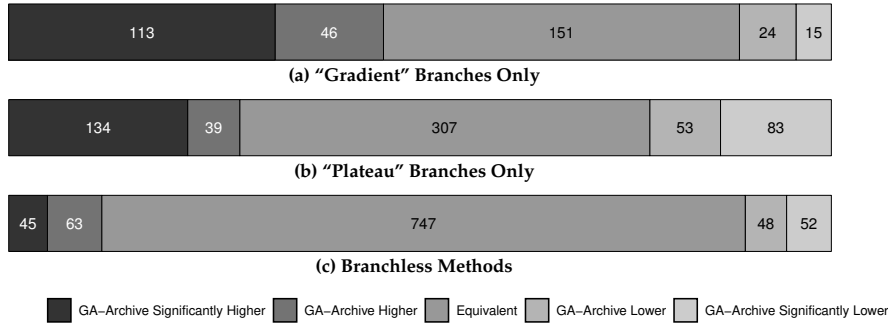 113 46 151 24 15
(a) “Gradient” Branches Only
134 39 307 53 83
(b) “Plateau” Branches Only
45 63 747 48 52
(c) Branchless Methods
GA−Archive Significantly Higher GA−Archive Higher Equivalent GA−Archive Lower GA−Archive Significantly Lower